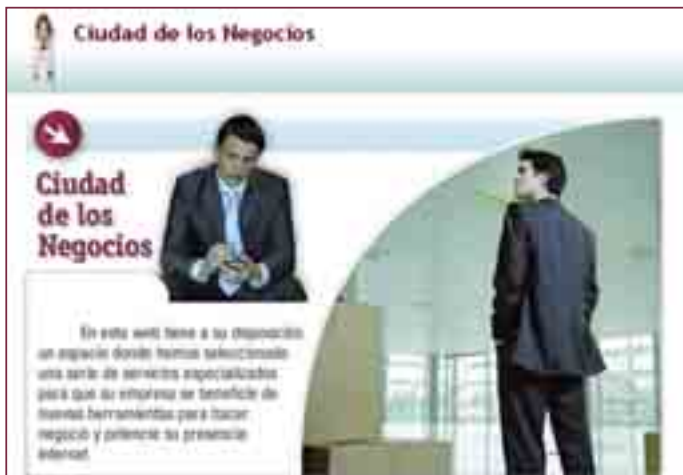 Ciudad de los Negocios
Ciudad
de los
Negocios
En esta web tiene a su disposición
un espacio donde hemos seleccionado
una serie de servicios especializados
para que su empresa se beneficie de
nuevas herramientas para hacer
negoció y potencie su presencia
internet